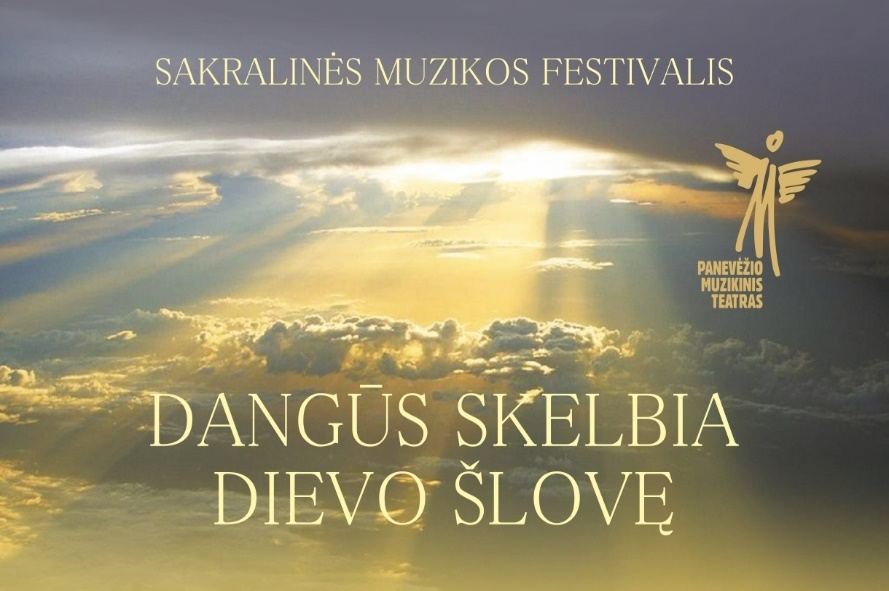 SAKRALINĖS MUZIKOS FESTIVALIS
PANEVĖŽIO
MUZIKINIS
TEATRAS
DANGŪS SKELBIA
DIEVO ŠLOVĘ